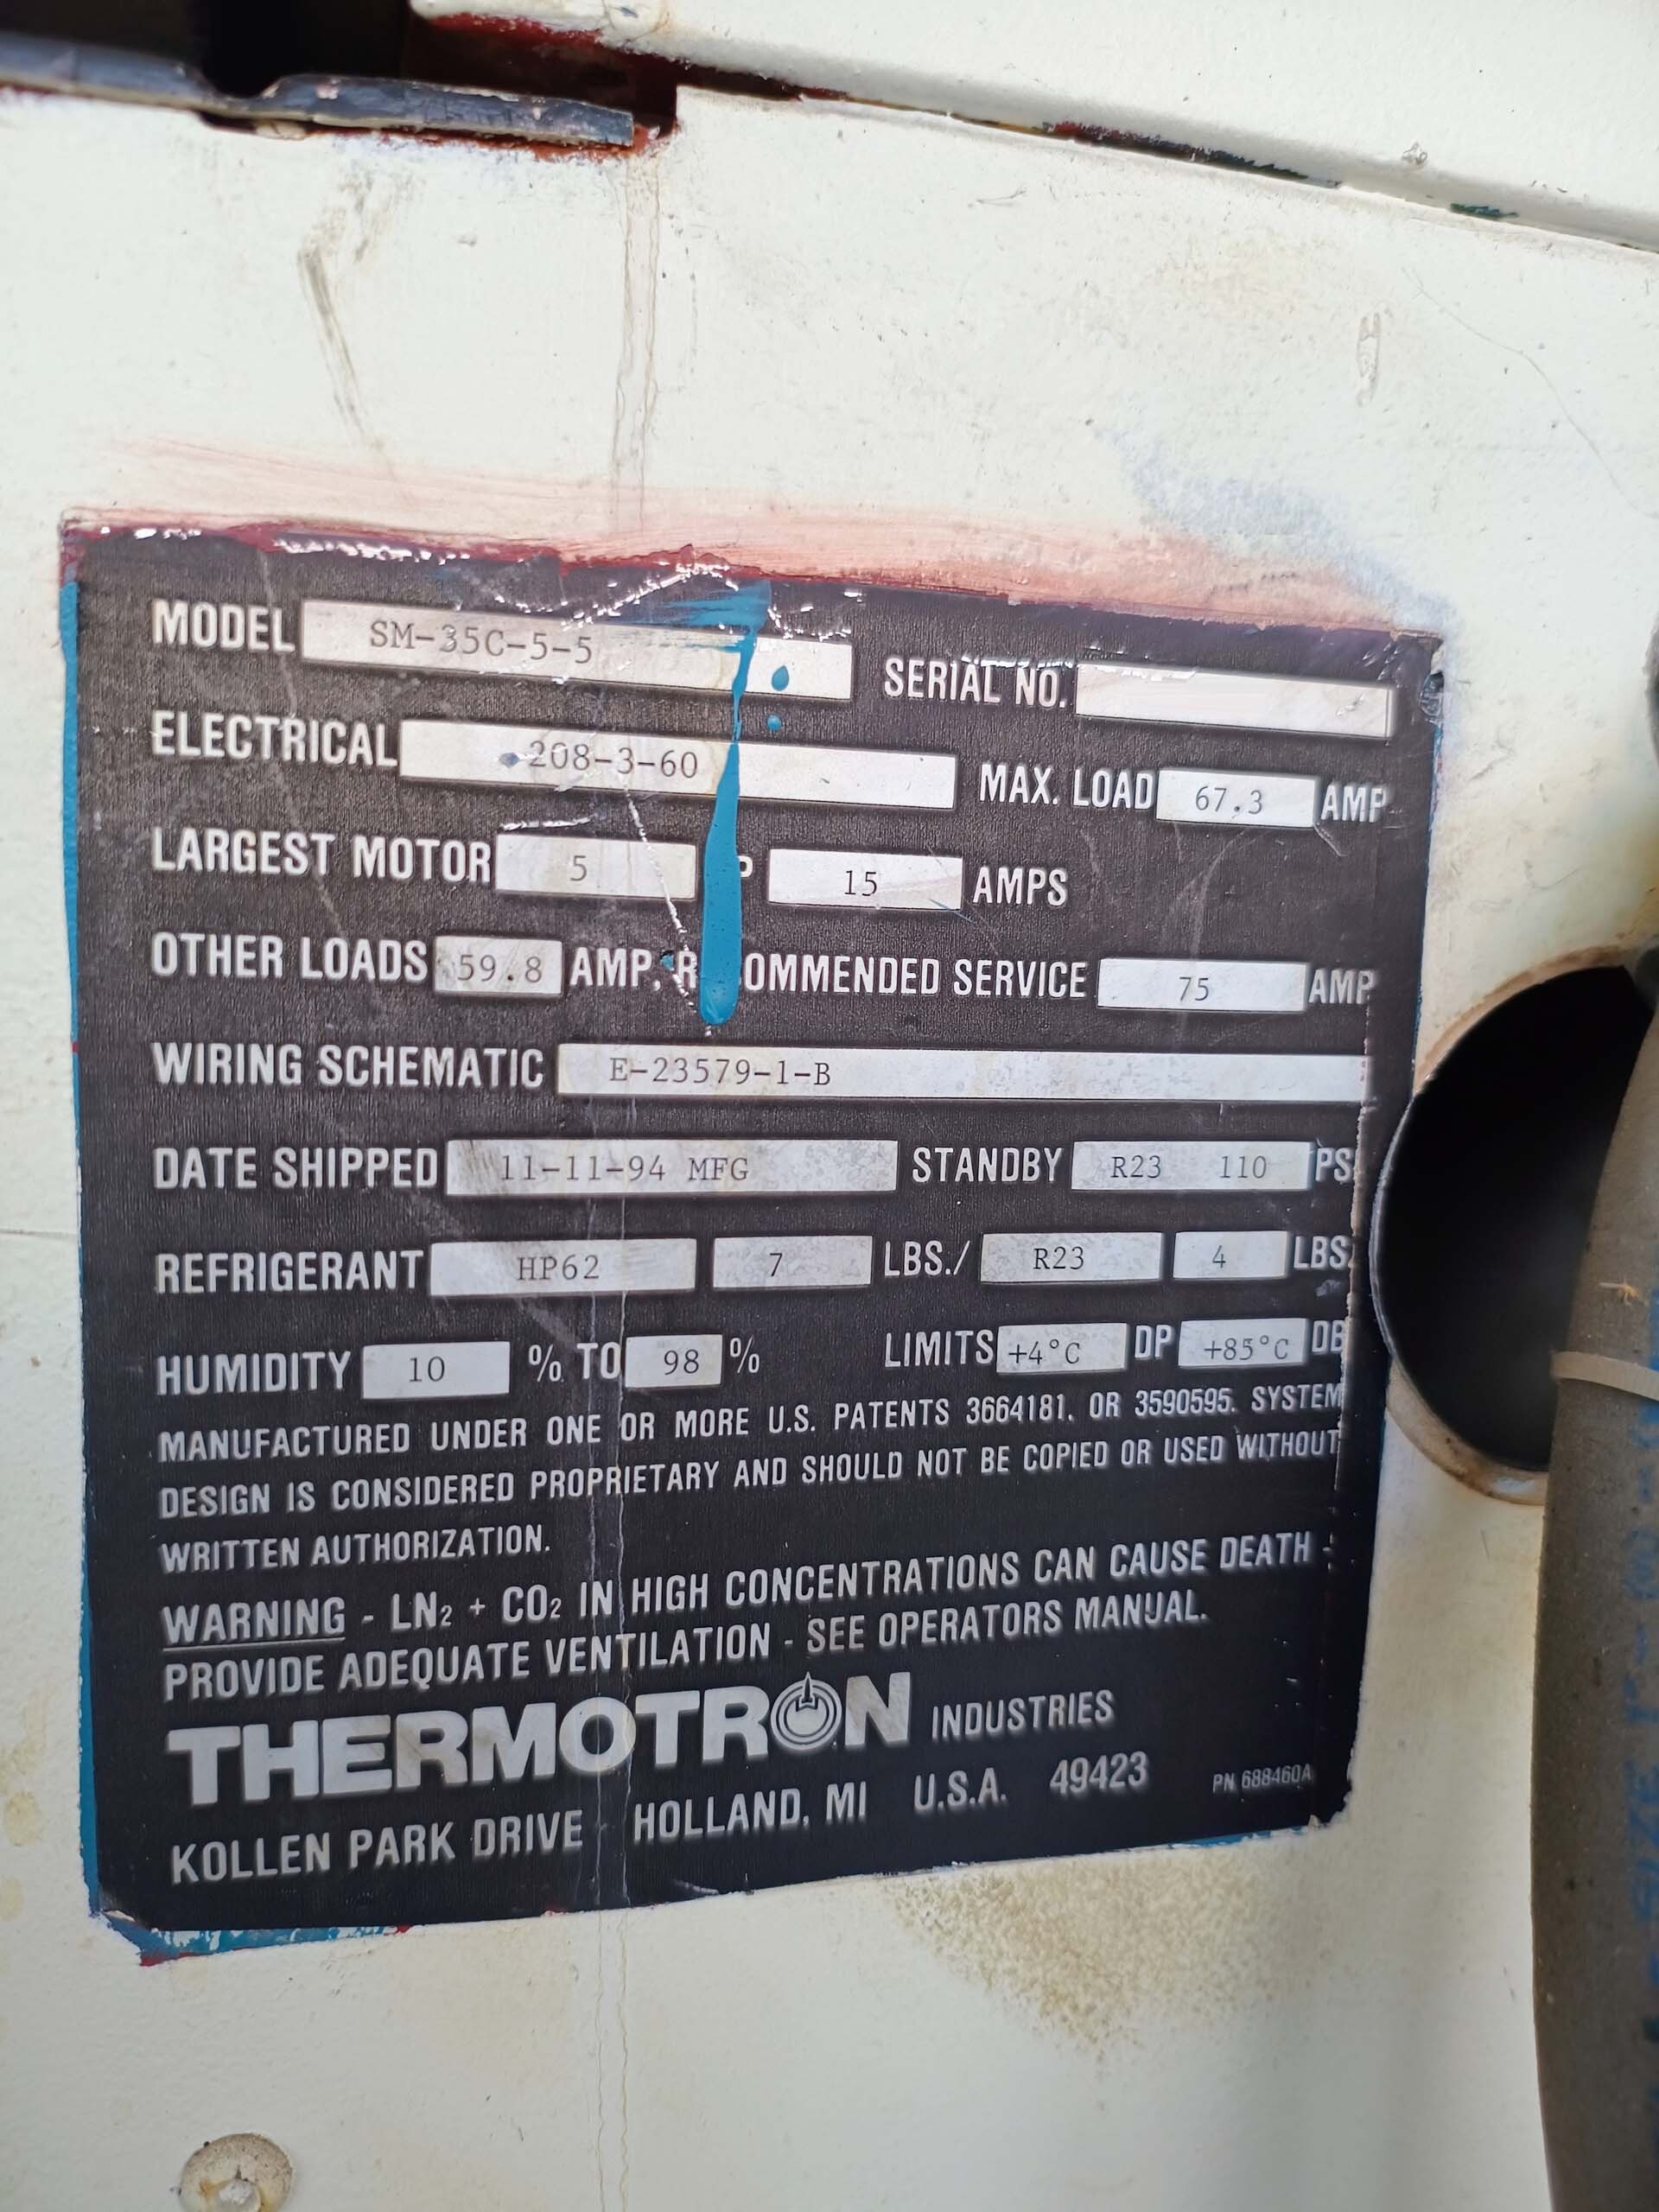 MODEL SM-35C-5-5 SERIAL NO.
ELECTRICAL 208-3-60 MAX. LOAD 67.3 AMP
LARGEST MOTOR 5 P 15 AMPS
OTHER LOADS 59.8 AMP. R OMMENDED SERVICE 75 AMP
WIRING SCHEMATIC E-23579-1-B
DATE SHIPPED 11-11-94 MFG STANDBY R23 110 PS
REFRIGERANT HP62 7 LBS./ R23 4 LBS.
HUMIDITY 10 % TO 98 % LIMITS +4°C DP +85°C DB
MANUFACTURED UNDER ONE OR MORE U.S. PATENTS 3664181. OR 3590595. SYSTEM
DESIGN IS CONSIDERED PROPRIETARY AND SHOULD NOT BE COPIED OR USED WITHOUT
WRITTEN AUTHORIZATION.
WARNING - LN₂ + CO₂ IN HIGH CONCENTRATIONS CAN CAUSE DEATH -
PROVIDE ADEQUATE VENTILATION - SEE OPERATORS MANUAL.
THERMOTRON INDUSTRIES
KOLLEN PARK DRIVE HOLLAND, MI U.S.A. 49423 PN 688460A